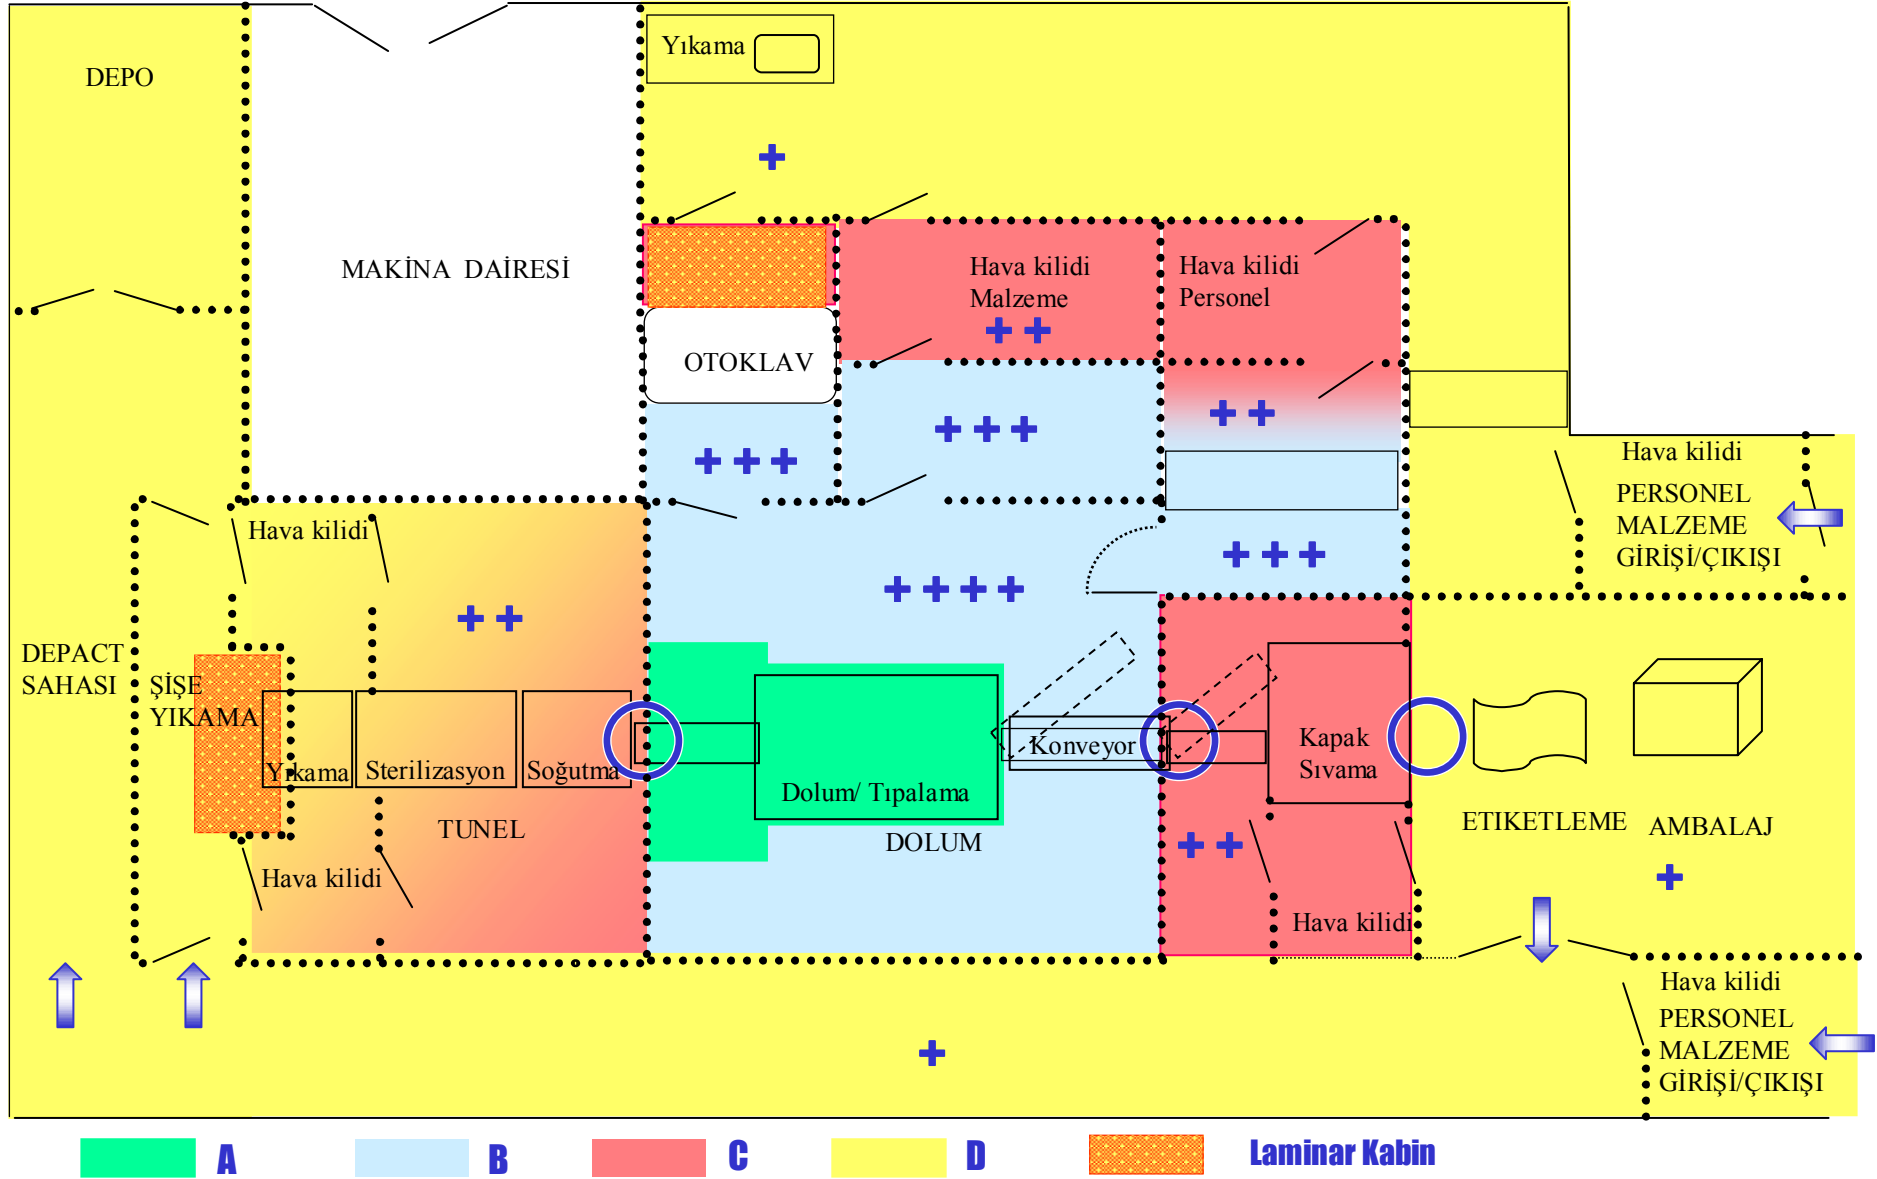 Yıkama
DEPO
MAKİNA DAİRESİ
Hava kilidi
Malzeme
Hava kilidi
Personel
OTOKLAV
Hava kilidi
PERSONEL
MALZEME
GİRİŞİ/ÇIKIŞI
Hava kilidi
DEPACT
SAHASI
ŞİŞE
YIKAMA
Yıkama
Sterilizasyon
Soğutma
TUNEL
Hava kilidi
Dolum/ Tıpalama
DOLUM
Konveyor
Kapak
Sıvama
Hava kilidi
ETIKETLEME
AMBALAJ
Hava kilidi
PERSONEL
MALZEME
GİRİŞİ/ÇIKIŞI
A
B
C
D
Laminar Kabin